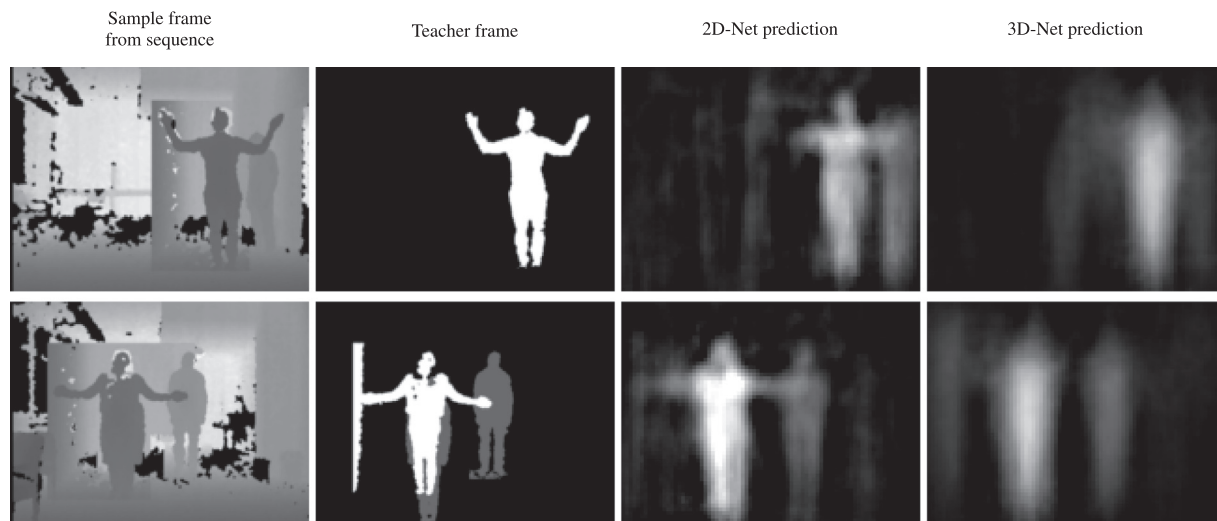 Sample frame
from sequence
Teacher frame
2D-Net prediction
3D-Net prediction